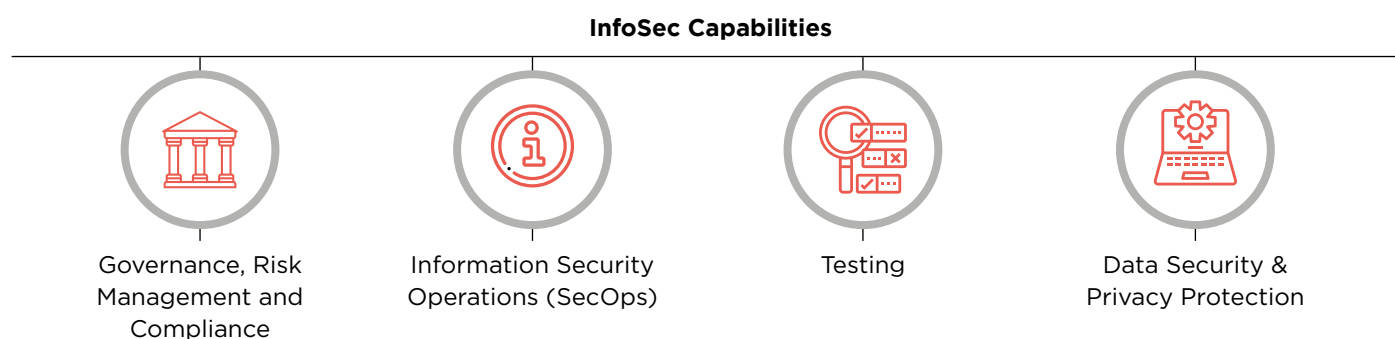 InfoSec Capabilities
Governance, Risk
Management and
Compliance
Information Security
Operations (SecOps)
Testing
Data Security &
Privacy Protection